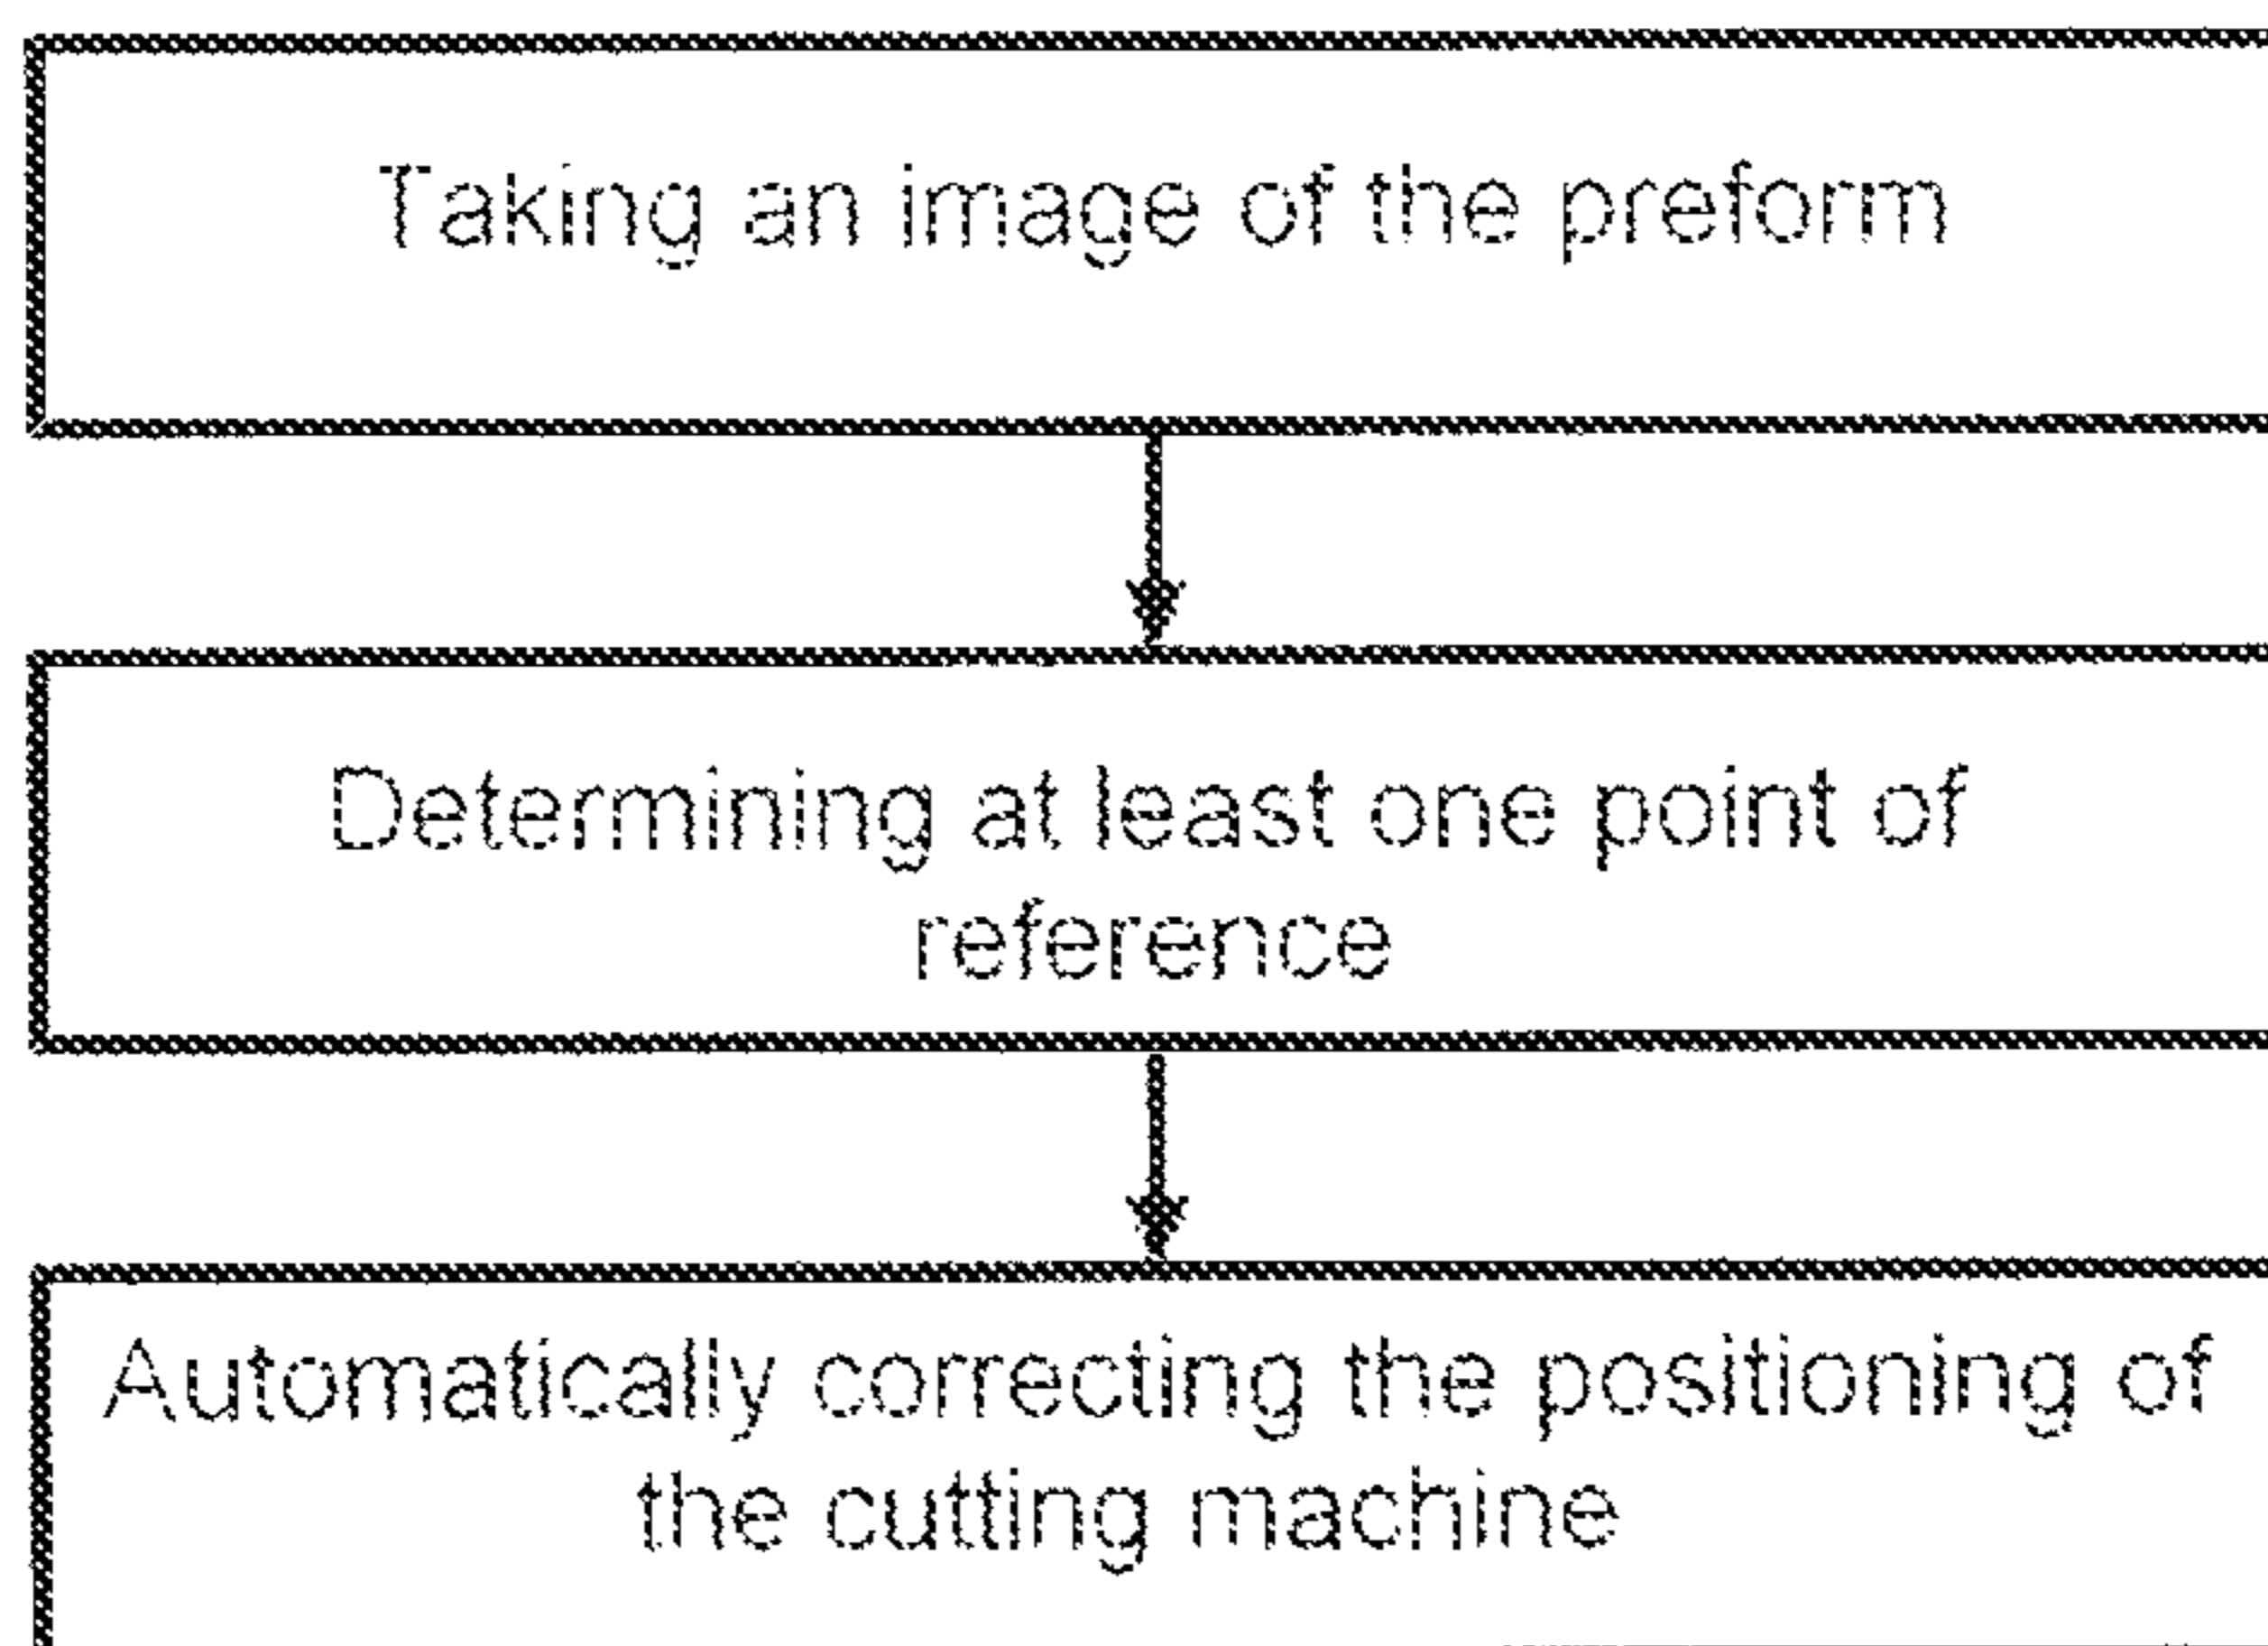 Taking an image of the preform
Determining at least one point of
reference
Automatically correcting the positioning of
the cutting machine